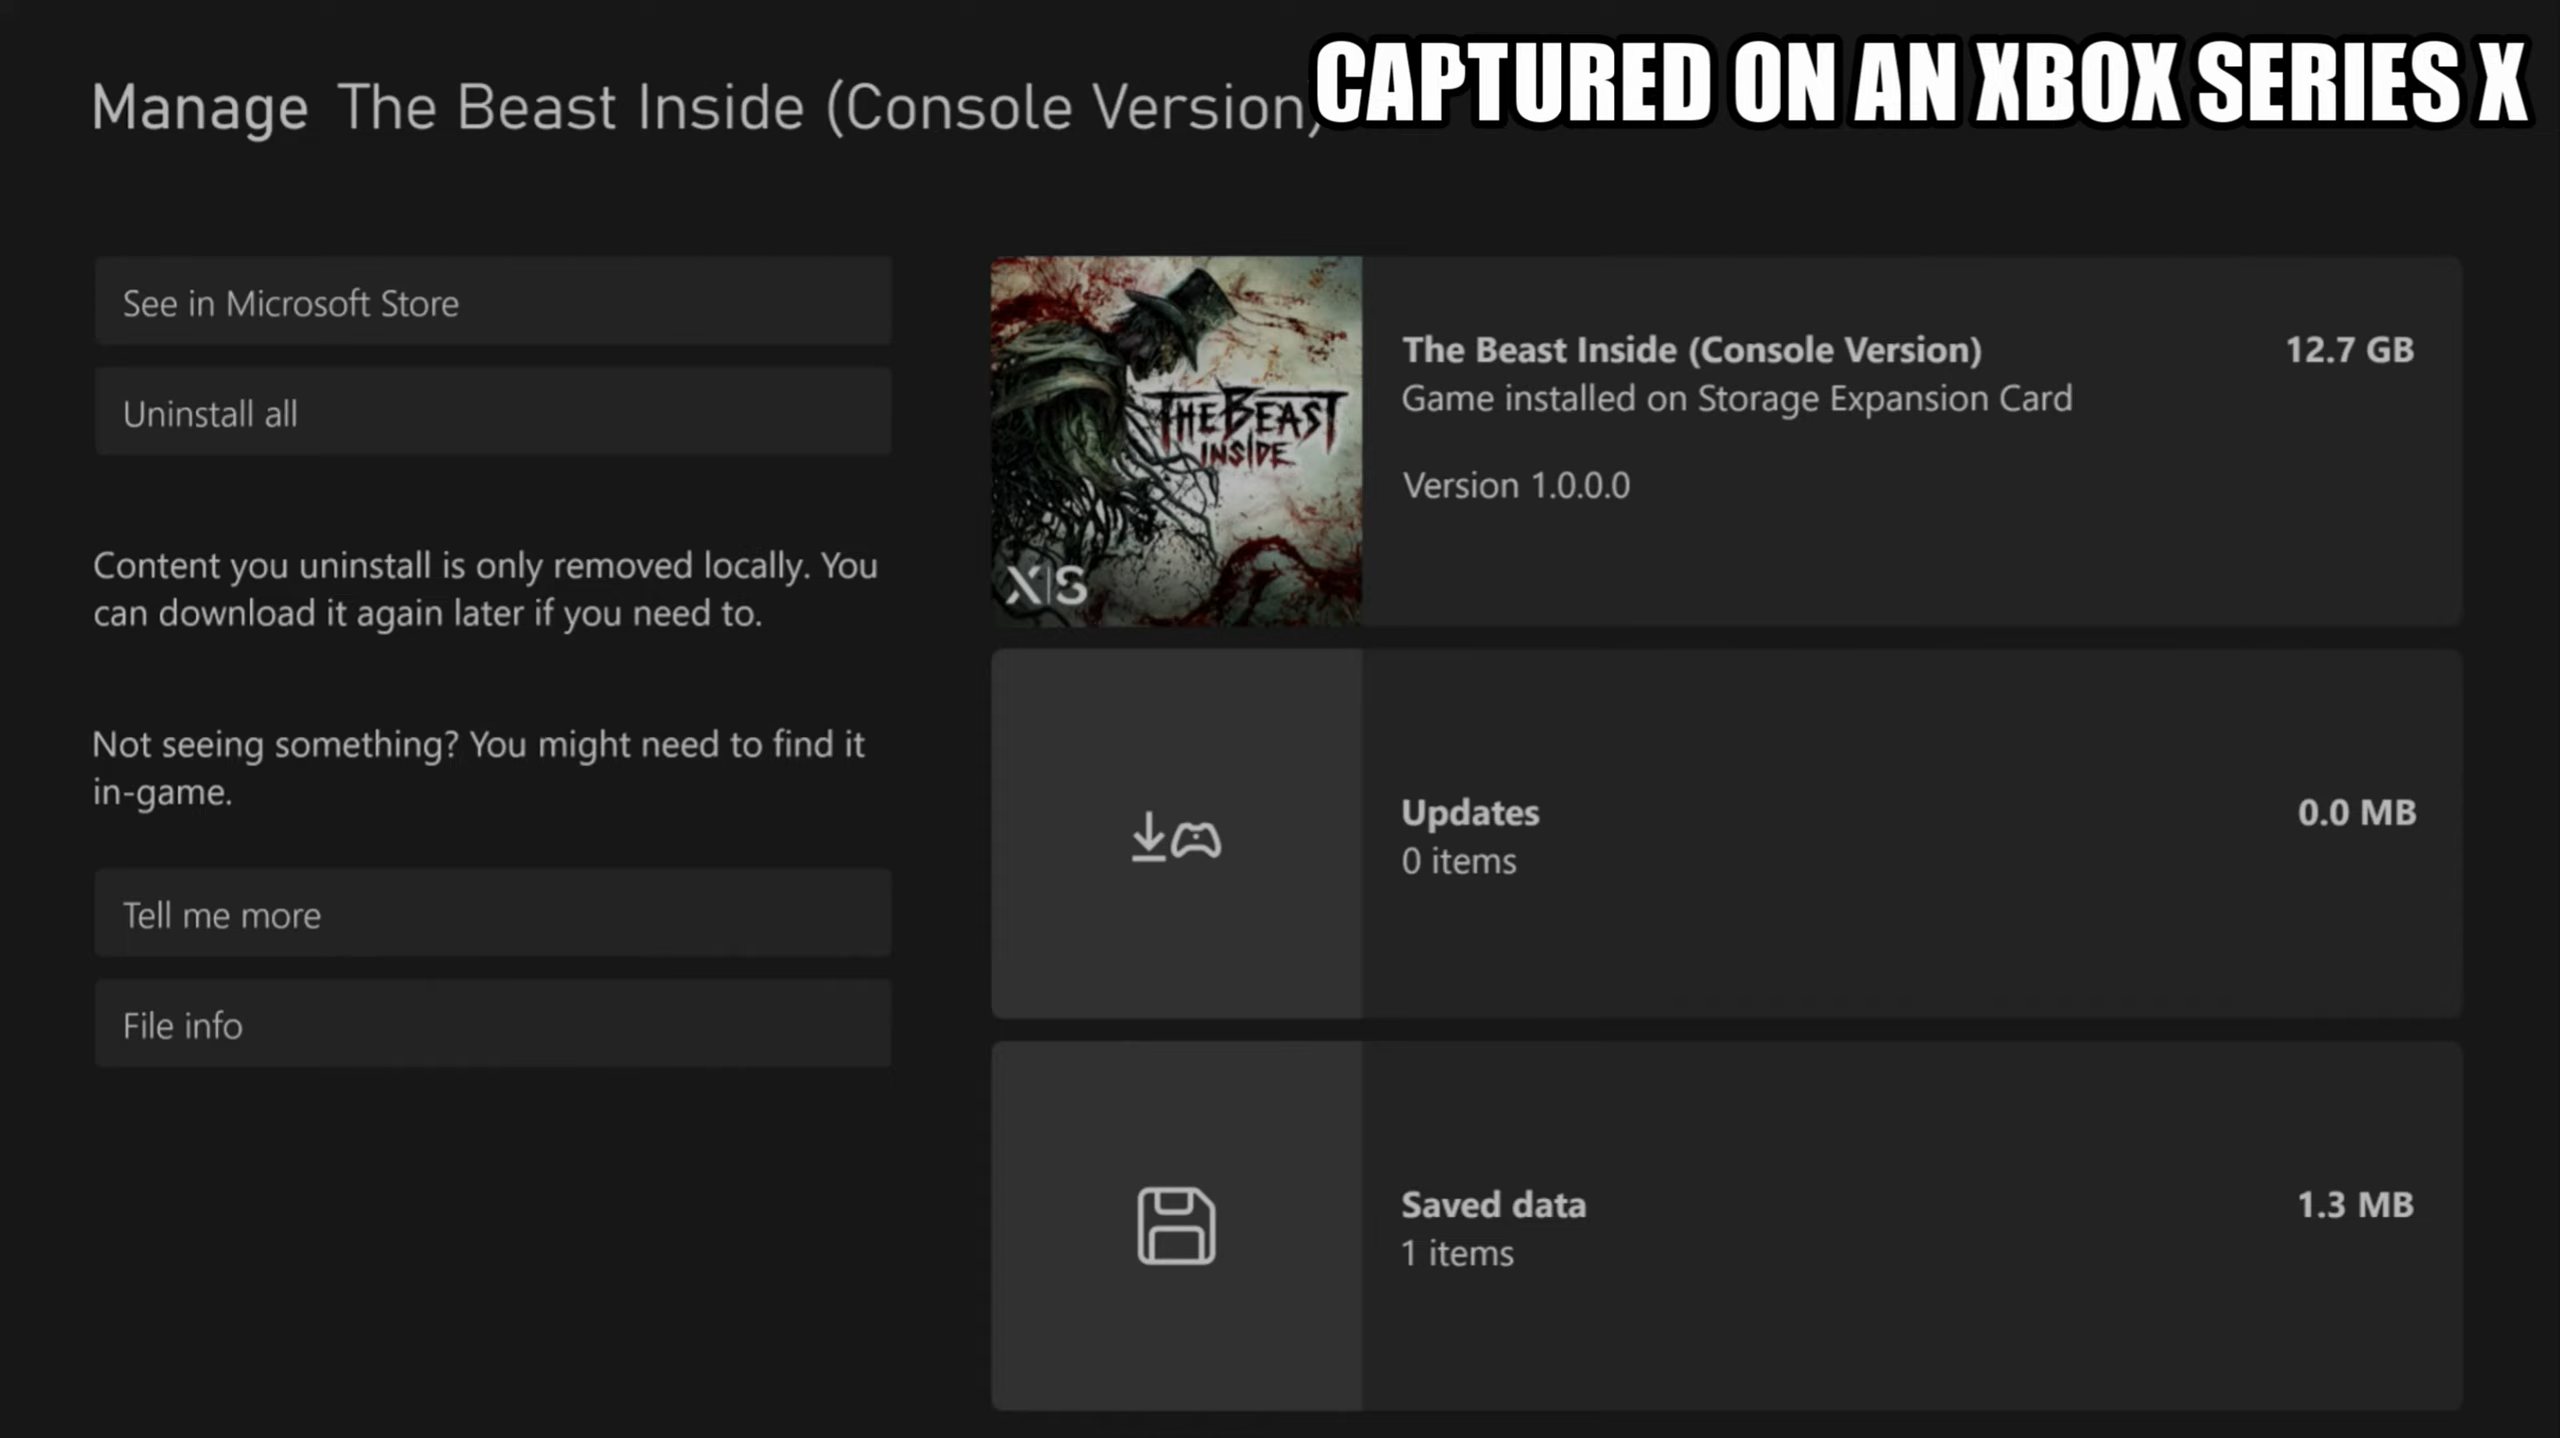 CAPTURED ON AN XBOX SERIES X
Manage The Beast Inside (Console Version)
See in Microsoft Store
Uninstall all
Content you uninstall is only removed locally. You
can download it again later if you need to.
Not seeing something? You might need to find it
in-game.
Tell me more
File info
THE BEAST
INSIDE
X|S
The Beast Inside (Console Version) 12.7 GB
Game installed on Storage Expansion Card
Version 1.0.0.0
Updates 0.0 MB
0 items
Saved data 1.3 MB
1 items